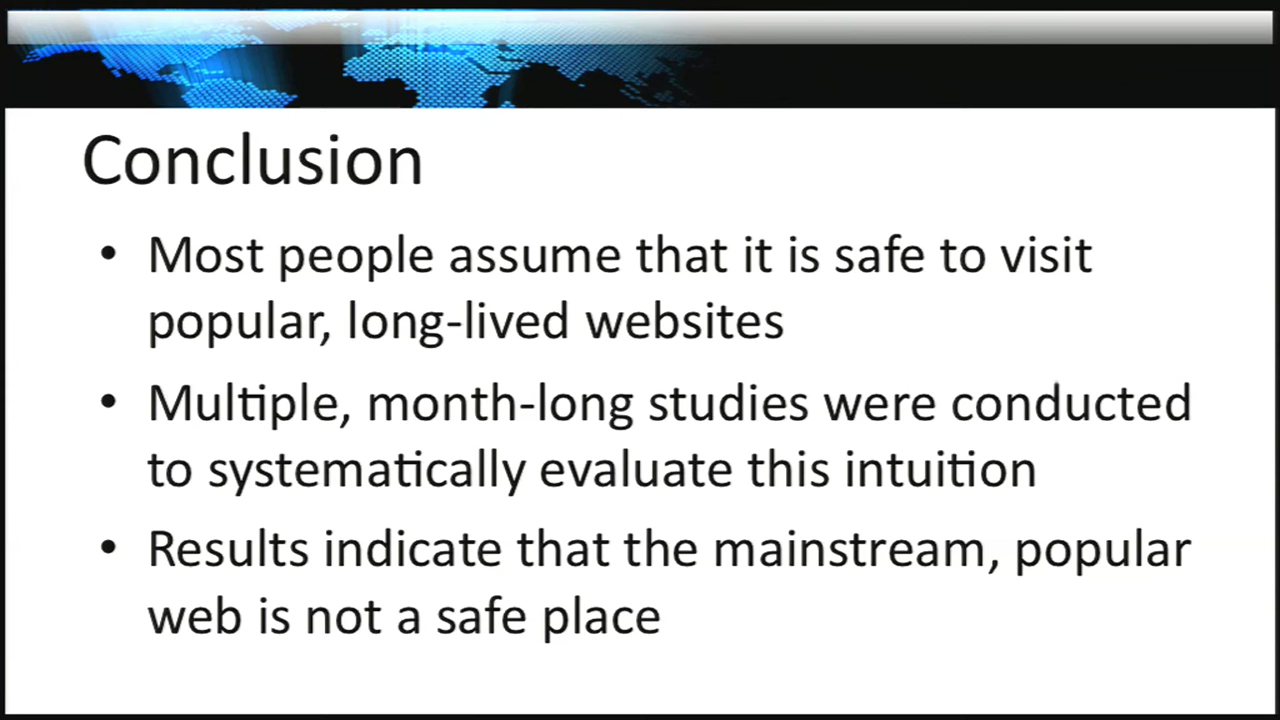 Conclusion
• Most people assume that it is safe to visit
popular, long-lived websites
• Multiple, month-long studies were conducted
to systematically evaluate this intuition
• Results indicate that the mainstream, popular
web is not a safe place